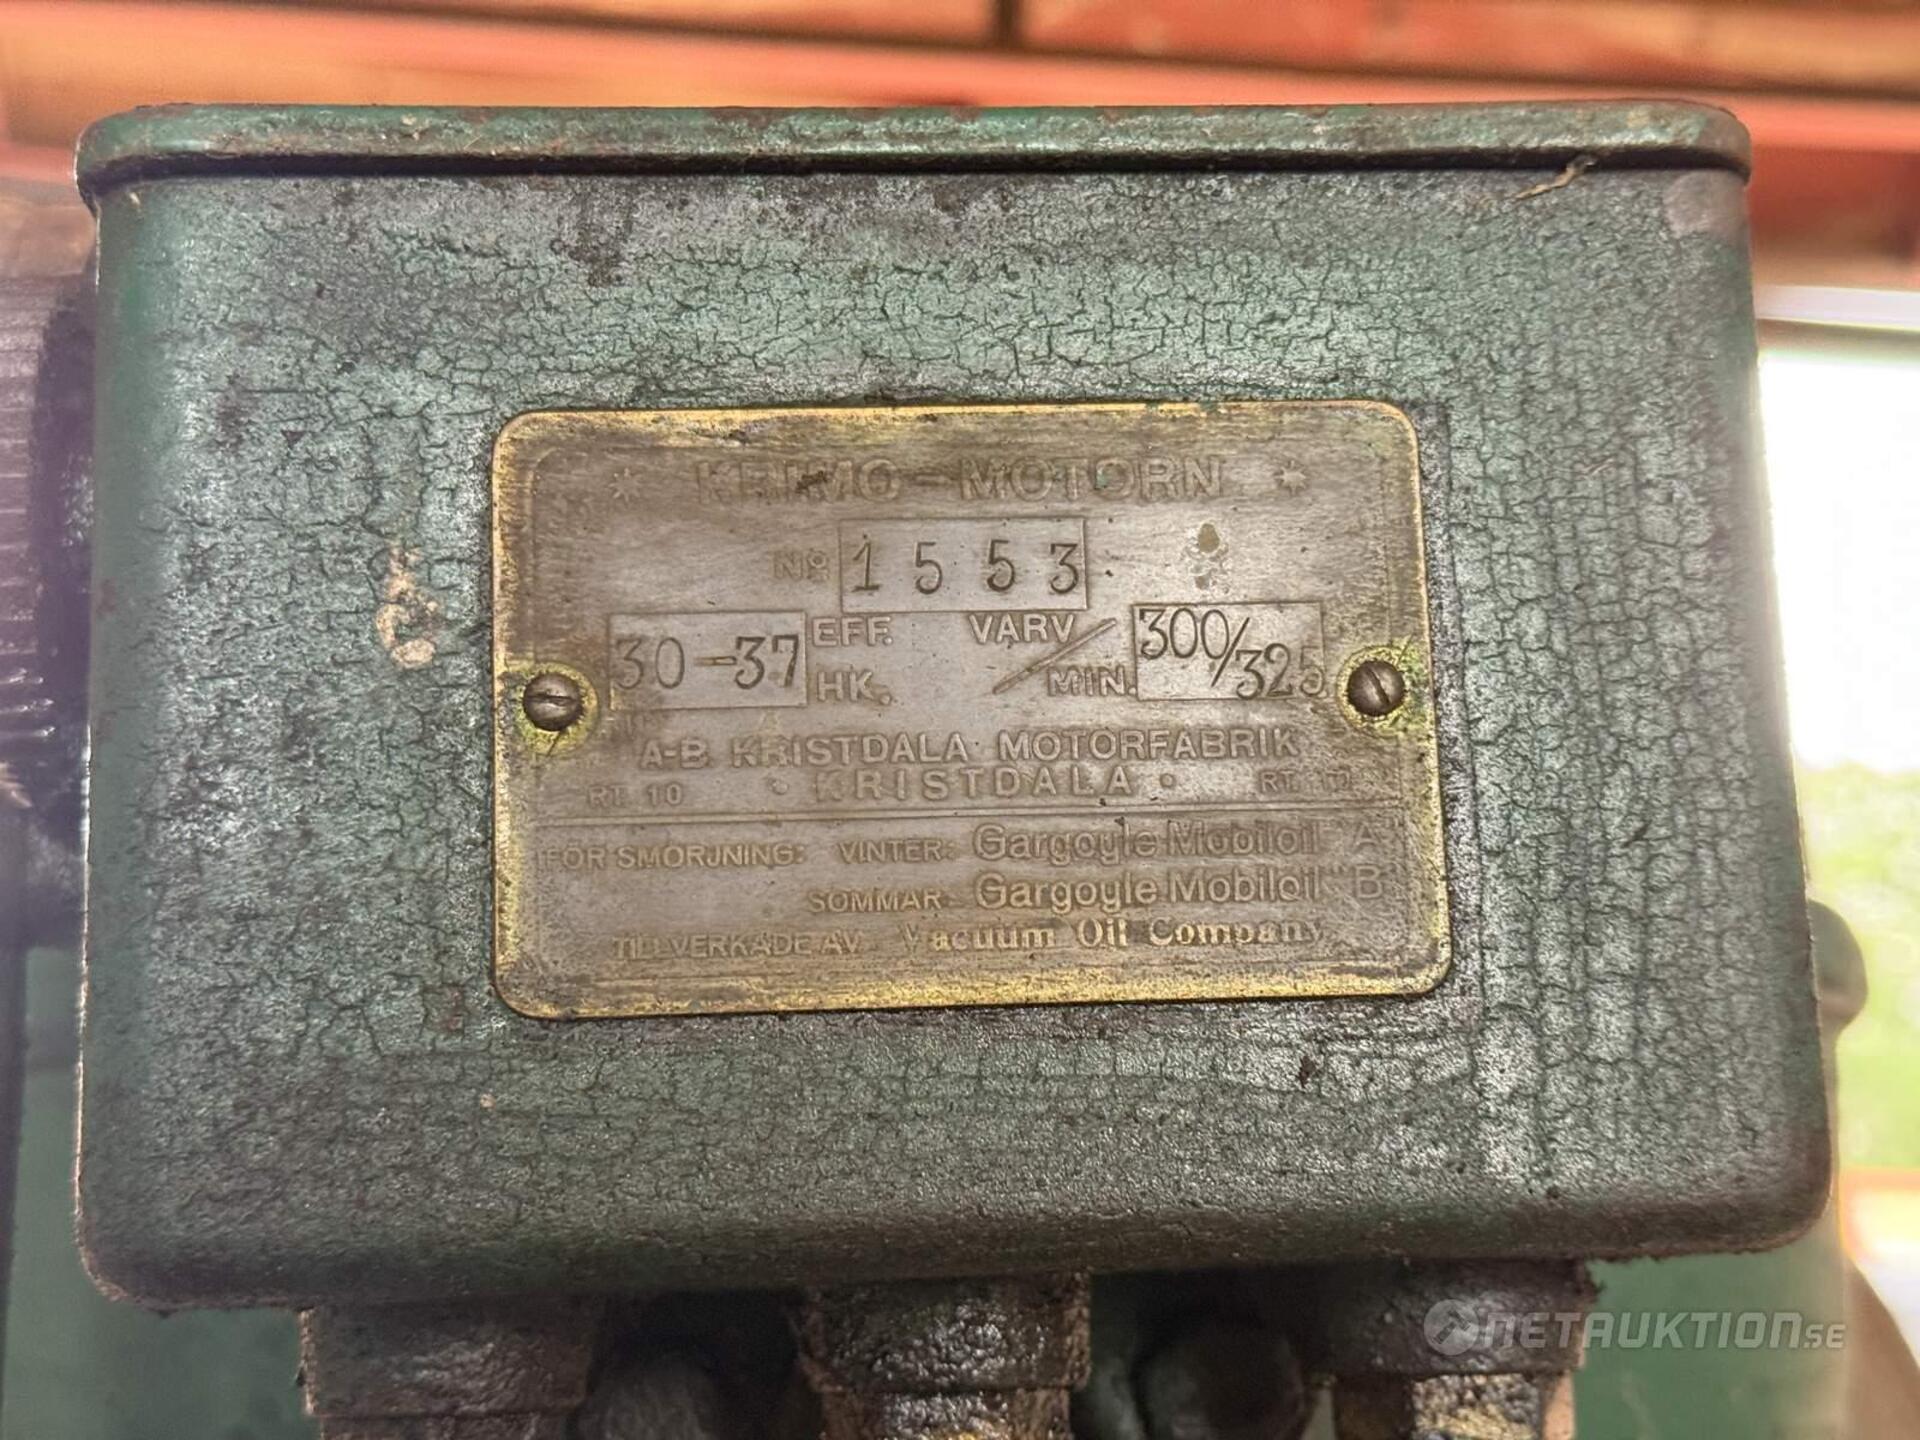 * KRIMO-MOTORN *
No 1553
30-37 EFF. HK. VARV/MIN. 300/325
A-B. KRISTDALA MOTORFABRIK
RT. 10 • KRISTDALA • RT. 10
FÖR SMÖRJNING: VINTER: Gargoyle Mobiloil "A"
SOMMAR: Gargoyle Mobiloil "B"
TILLVERKADE AV Vacuum Oil Company
NETAUKTION.SE